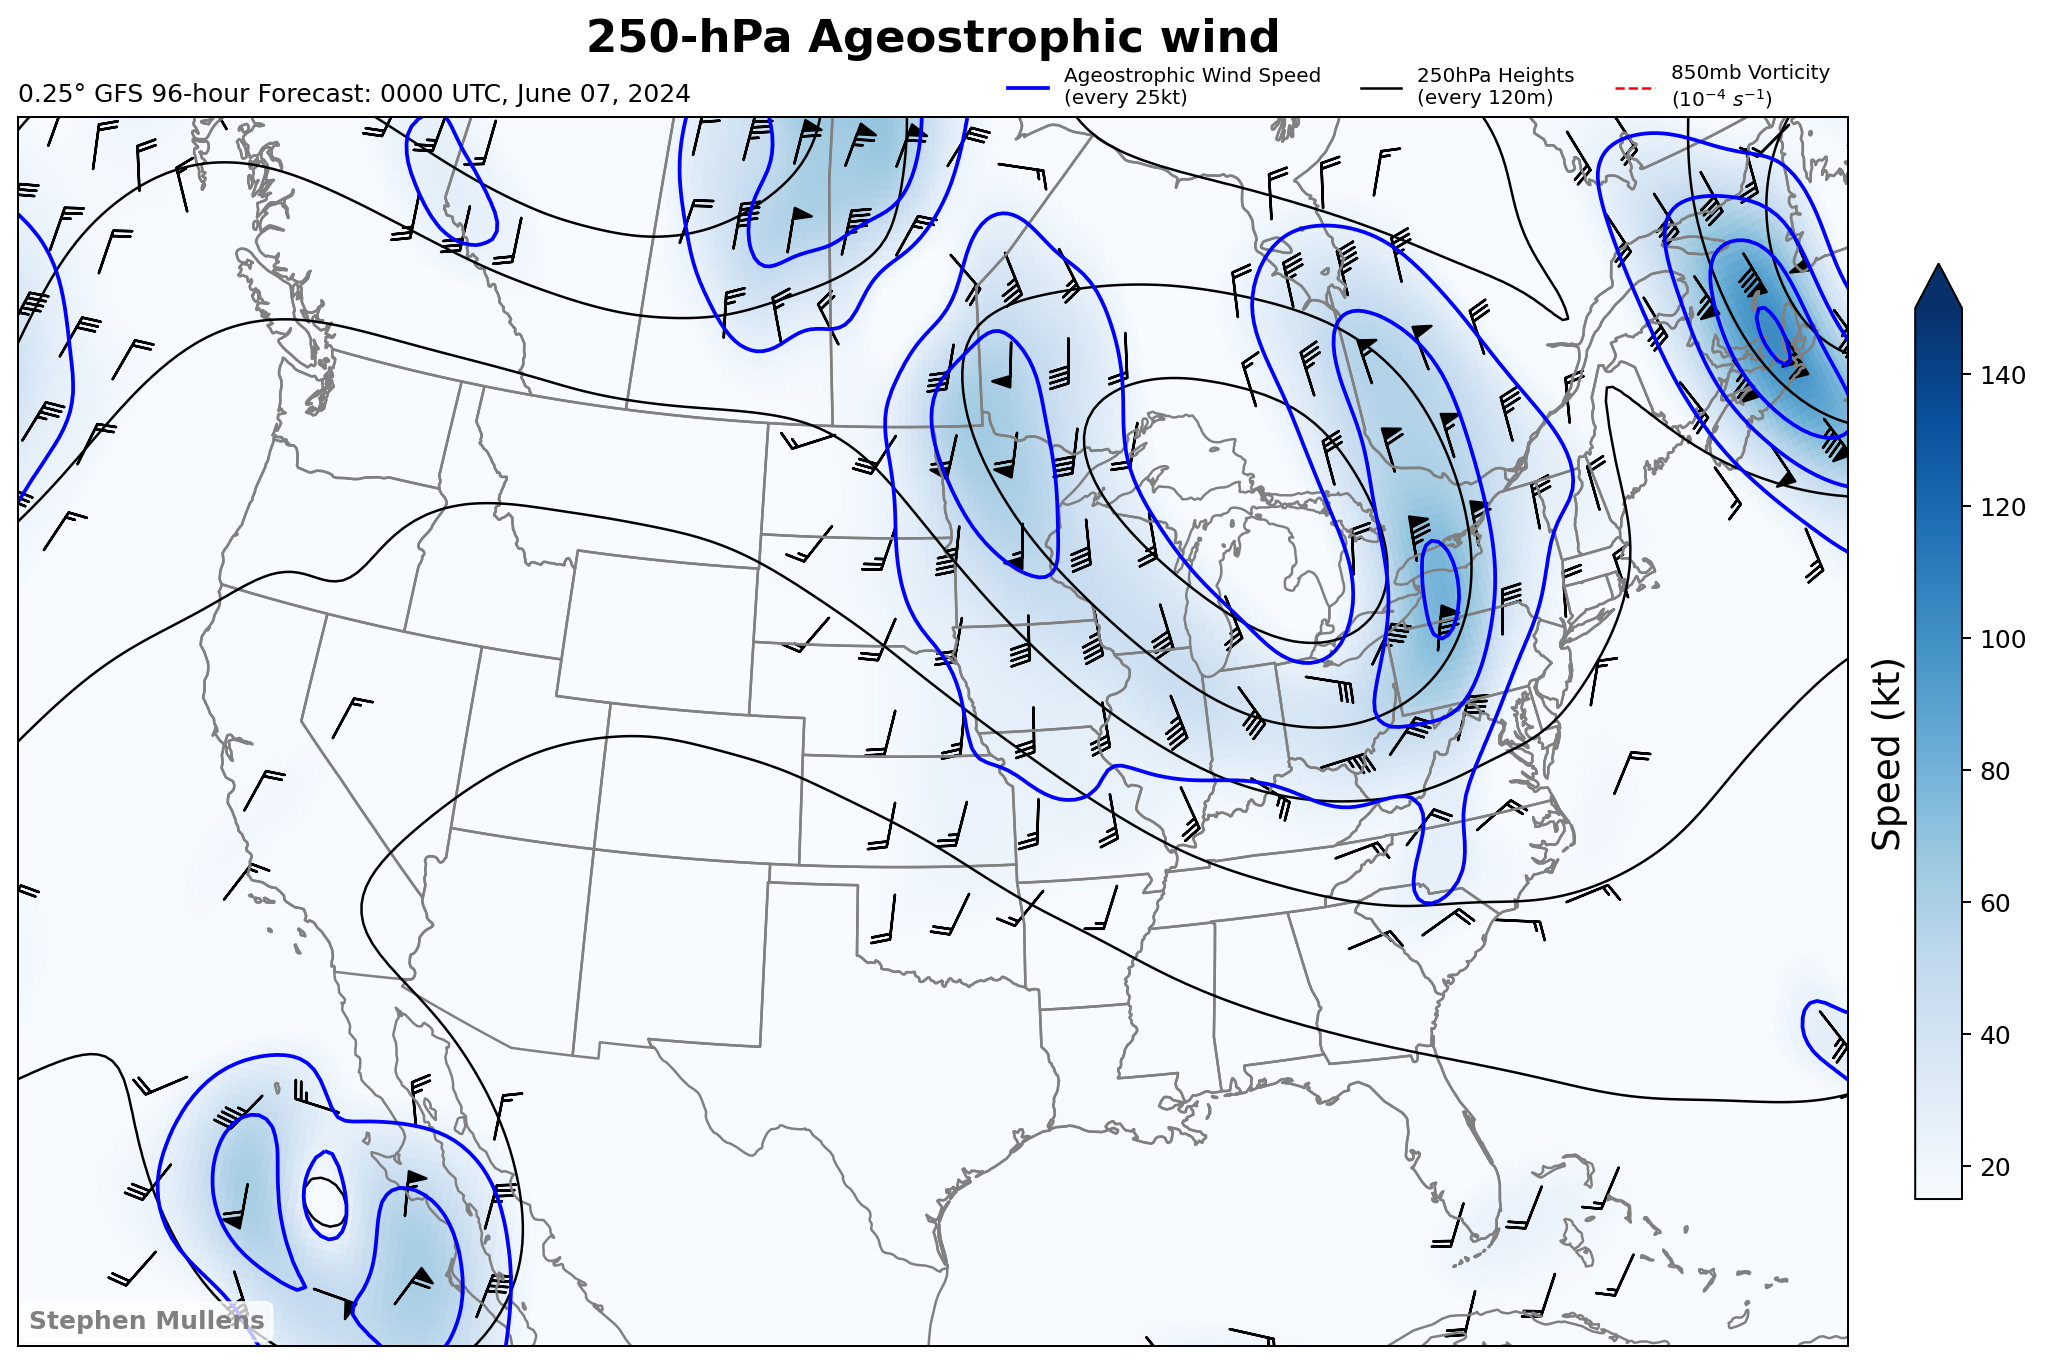 250-hPa Ageostrophic wind
0.25° GFS 96-hour Forecast: 0000 UTC, June 07, 2024
Ageostrophic Wind Speed
(every 25kt)
250hPa Heights
(every 120m)
850mb Vorticity
(10⁻⁴ s⁻¹)
140
120
100
80
60
40
20
Speed (kt)
Stephen Mullens